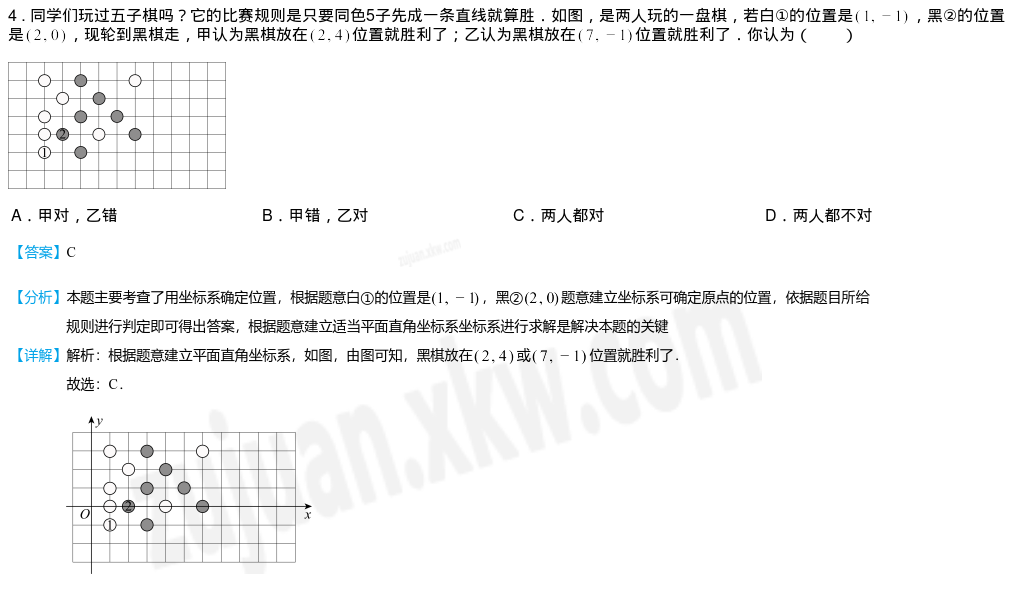 4．同学们玩过五子棋吗？它的比赛规则是只要同色5子先成一条直线就算胜．如图，是两人玩的一盘棋，若白①的位置是(1,−1)，黑②的位置
是(2,0)，现轮到黑棋走，甲认为黑棋放在(2,4)位置就胜利了；乙认为黑棋放在(7,−1)位置就胜利了．你认为（　　）
2
1
A．甲对，乙错　　B．甲错，乙对　　C．两人都对　　D．两人都不对
【答案】C
zujuan.xkw.com
【分析】本题主要考查了用坐标系确定位置，根据题意白①的位置是(1,−1)，黑②(2,0)题意建立坐标系可确定原点的位置，依据题目所给
规则进行判定即可得出答案，根据题意建立适当平面直角坐标系坐标系进行求解是解决本题的关键
【详解】解析：根据题意建立平面直角坐标系，如图，由图可知，黑棋放在(2,4)或(7,−1)位置就胜利了．
故选：C．
zujuan.xkw.com
y
2
O
x
1